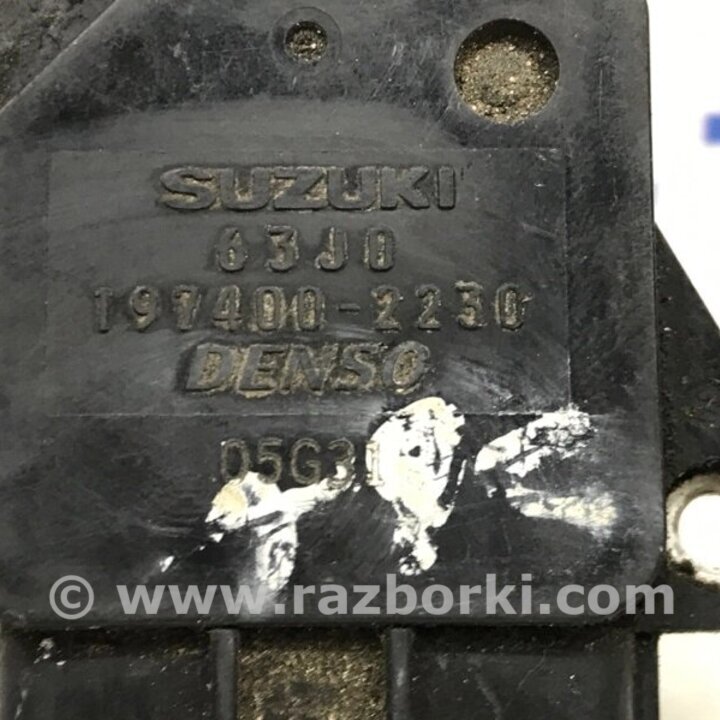 SUZUKI
63J0
197400-2230
DENSO
05G31
© www.razborki.com